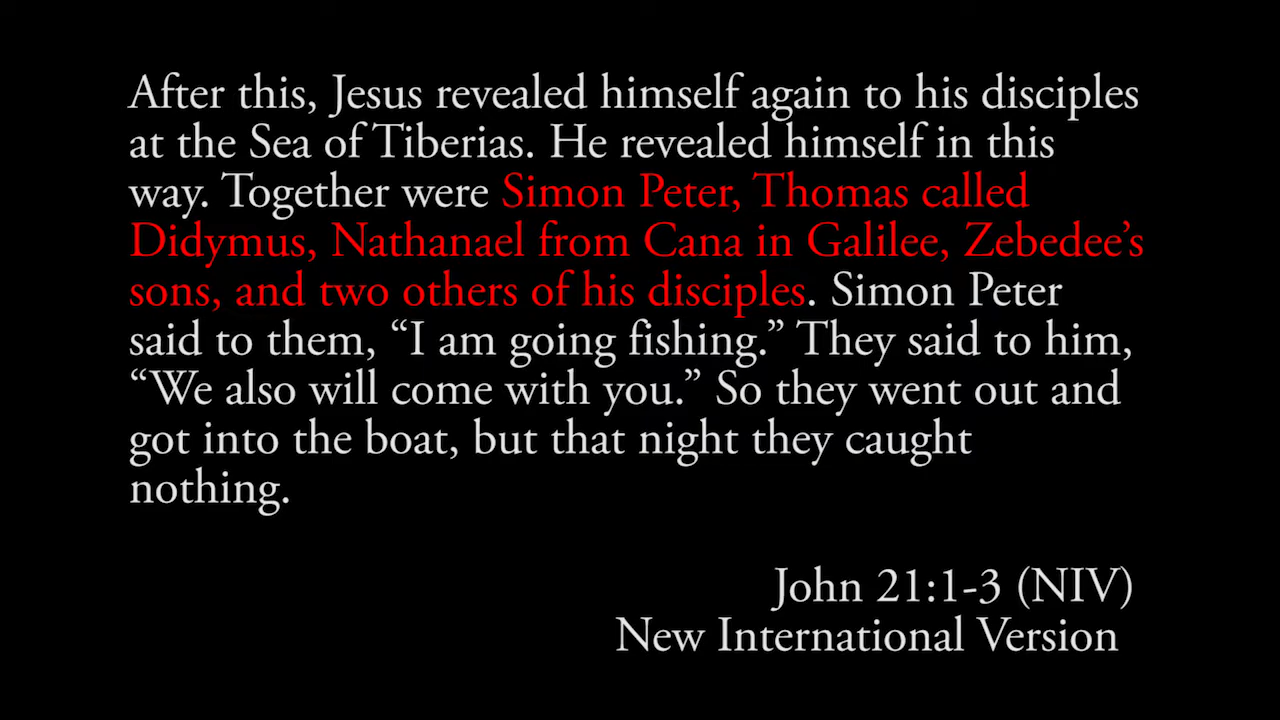 After this, Jesus revealed himself again to his disciples
at the Sea of Tiberias. He revealed himself in this
way. Together were Simon Peter, Thomas called
Didymus, Nathanael from Cana in Galilee, Zebedee’s
sons, and two others of his disciples. Simon Peter
said to them, “I am going fishing.” They said to him,
“We also will come with you.” So they went out and
got into the boat, but that night they caught
nothing.
John 21:1-3 (NIV)
New International Version